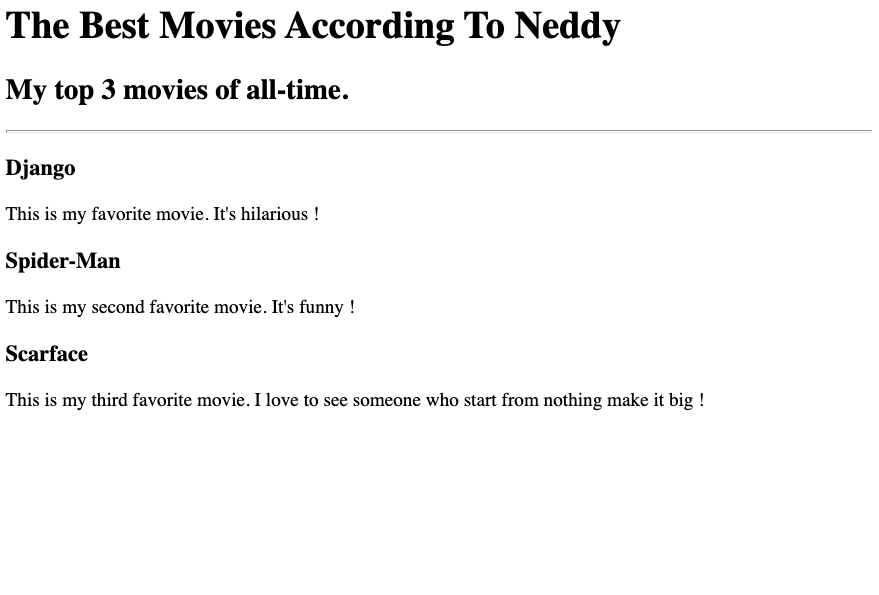 The Best Movies According To Neddy
My top 3 movies of all-time.
Django
This is my favorite movie. It's hilarious !
Spider-Man
This is my second favorite movie. It's funny !
Scarface
This is my third favorite movie. I love to see someone who start from nothing make it big !